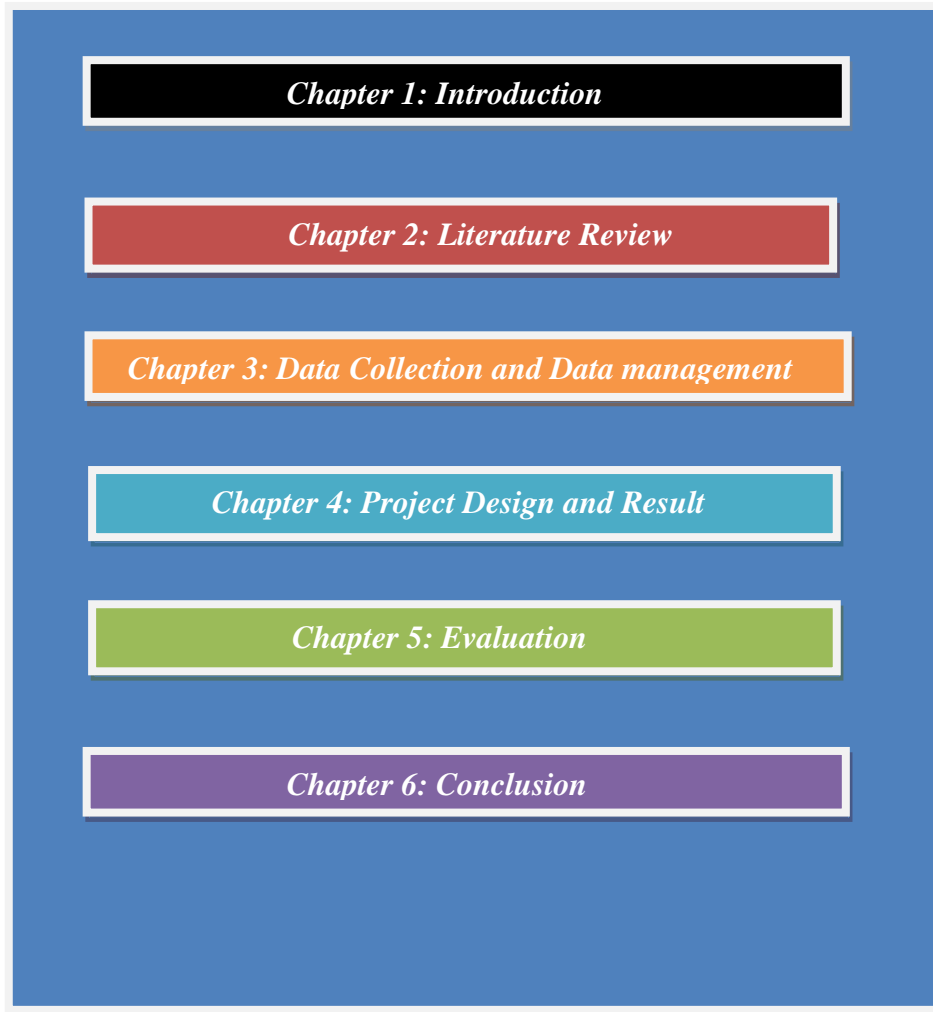 Chapter 1: Introduction
Chapter 2: Literature Review
Chapter 3: Data Collection and Data management
Chapter 4: Project Design and Result
Chapter 5: Evaluation
Chapter 6: Conclusion